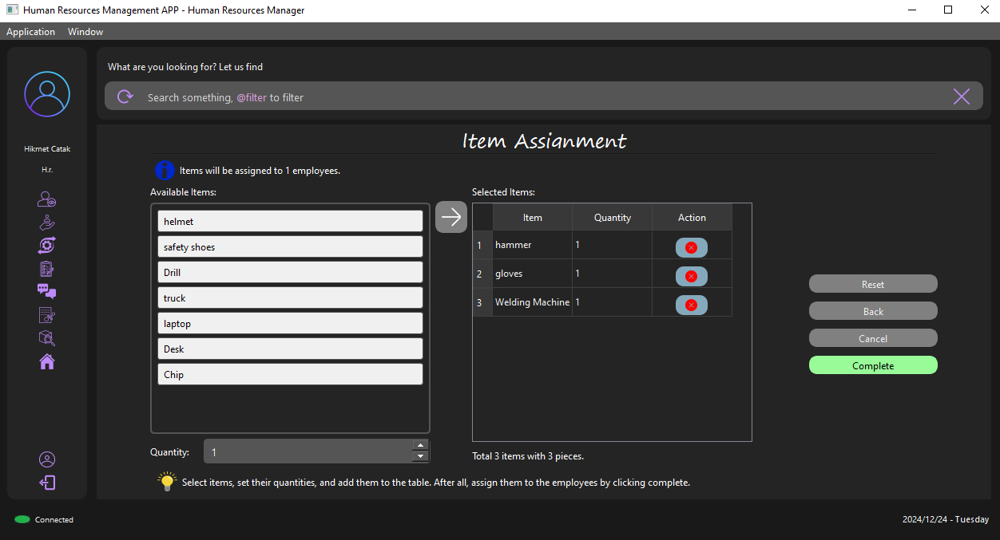 Human Resources Management APP - Human Resources Manager
Application Window
What are you looking for? Let us find
Search something, @filter to filter
Hikmet Catak
H.r.
Item Assianment
Items will be assigned to 1 employees.
Available Items:
helmet
safety shoes
Drill
truck
laptop
Desk
Chip
Quantity: 1
Selected Items:
Item Quantity Action
1 hammer 1
2 gloves 1
3 Welding Machine 1
Total 3 items with 3 pieces.
Reset
Back
Cancel
Complete
Select items, set their quantities, and add them to the table. After all, assign them to the employees by clicking complete.
Connected
2024/12/24 - Tuesday